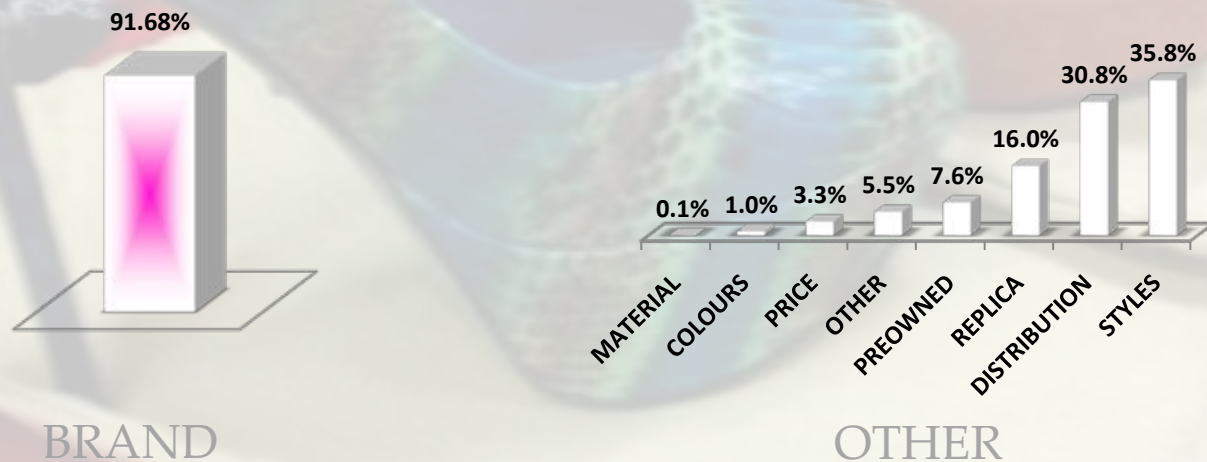 91.68%
BRAND
0.1% 1.0% 3.3% 5.5% 7.6% 16.0% 30.8% 35.8%
MATERIAL
COLOURS
PRICE
OTHER
PREOWNED
REPLICA
DISTRIBUTION
STYLES
OTHER